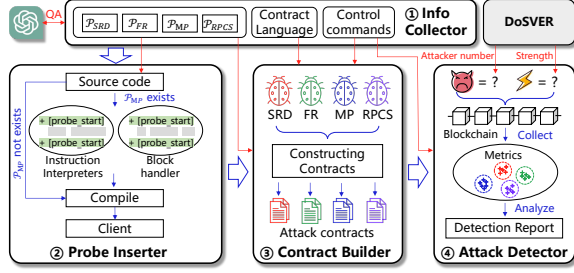 QA
𝒫SRD
𝒫FR
𝒫MP
𝒫RPCS
Contract Language
Control commands
① Info Collector
DoSVER
Attacker number
Strength
Source code
𝒫MP exists
𝒫MP not exists
+ [probe_start]
+ [probe_start]
+ [probe_start]
+ [probe_start]
Instruction Interpreters
Block handler
Compile
Client
② Probe Inserter
SRD
FR
MP
RPCS
Constructing Contracts
Attack contracts
③ Contract Builder
= ?
= ?
Blockchain
Collect
Metrics
Analyze
Detection Report
④ Attack Detector